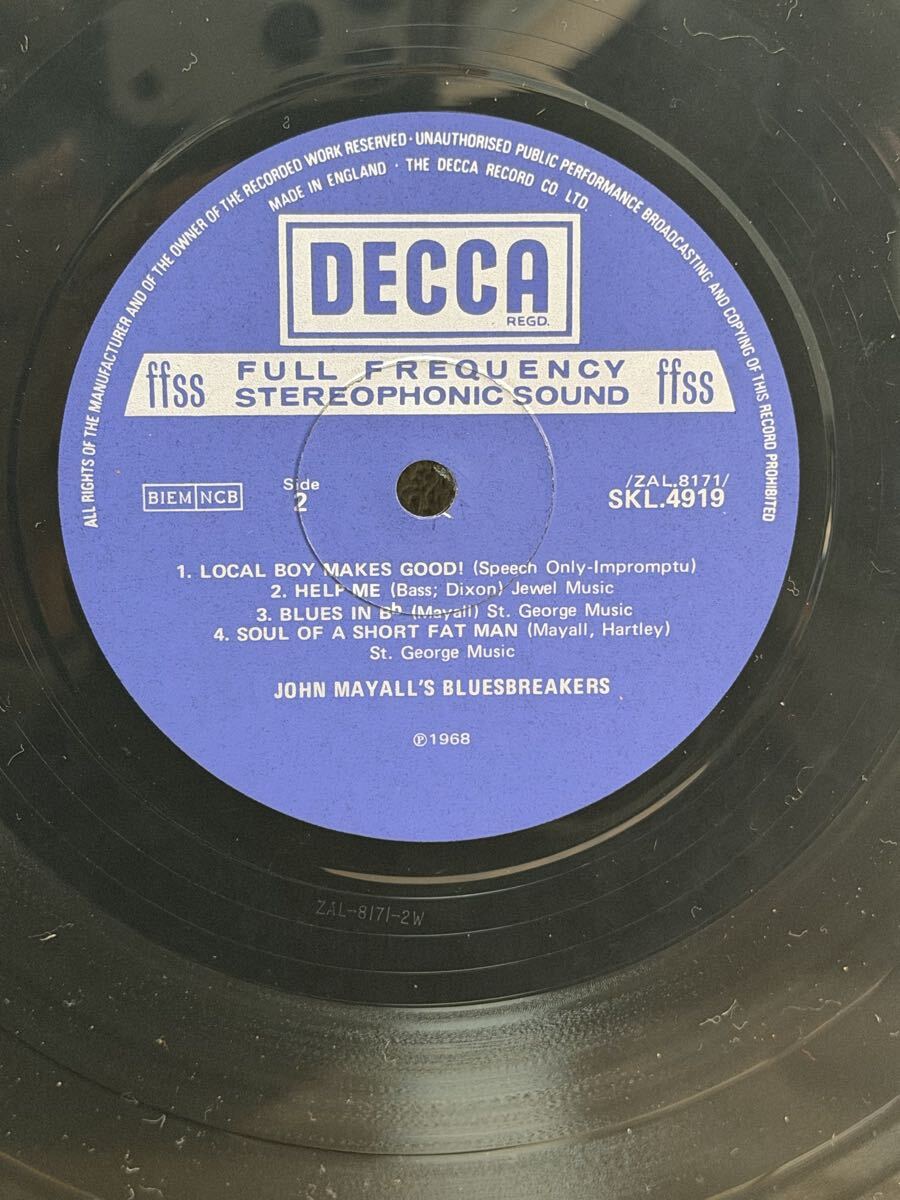 ALL RIGHTS OF THE MANUFACTURER AND OF THE OWNER OF THE RECORDED WORK RESERVED · UNAUTHORISED PUBLIC PERFORMANCE BROADCASTING AND COPYING OF THIS RECORD PROHIBITED
MADE IN ENGLAND · THE DECCA RECORD CO LTD.
DECCA
REGD.
ffss FULL FREQUENCY ffss
STEREOPHONIC SOUND
BIEM NCB
Side
2
/ZAL.8171/
SKL.4919
1. LOCAL BOY MAKES GOOD! (Speech Only-Impromptu)
2. HELP ME (Bass; Dixon) Jewel Music
3. BLUES IN Bb (Mayall) St. George Music
4. SOUL OF A SHORT FAT MAN (Mayall, Hartley)
St. George Music
JOHN MAYALL'S BLUESBREAKERS
℗1968
ZAL-8171-2W